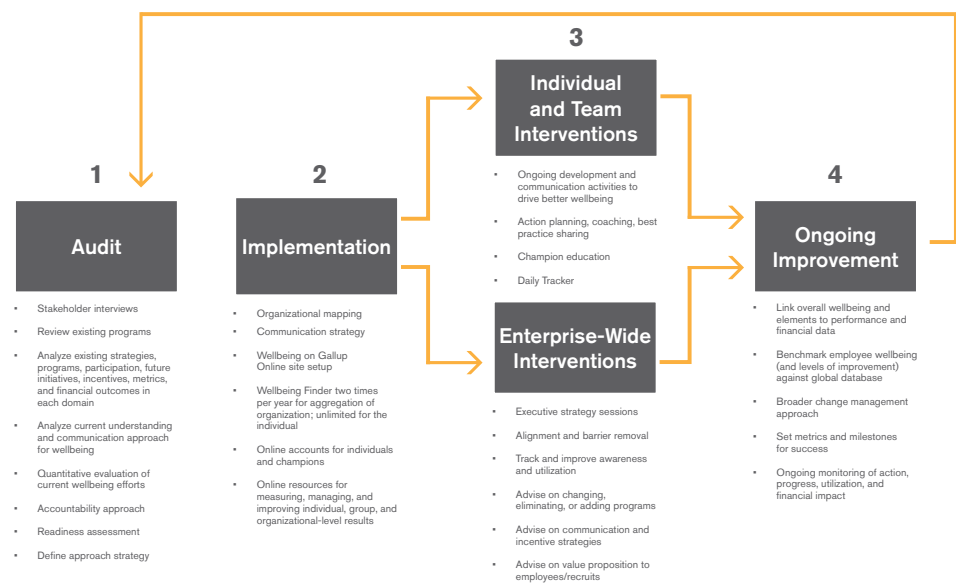 1
Audit
• Stakeholder interviews
• Review existing programs
• Analyze existing strategies,
programs, participation, future
initiatives, incentives, metrics,
and financial outcomes in
each domain
• Analyze current understanding
and communication approach
for wellbeing
• Quantitative evaluation of
current wellbeing efforts
• Accountability approach
• Readiness assessment
• Define approach strategy
2
Implementation
• Organizational mapping
• Communication strategy
• Wellbeing on Gallup
Online site setup
• Wellbeing Finder two times
per year for aggregation of
organization; unlimited for the
individual
• Online accounts for individuals
and champions
• Online resources for
measuring, managing, and
improving individual, group, and
organizational-level results
3
Individual
and Team
Interventions
• Ongoing development and
communication activities to
drive better wellbeing
• Action planning, coaching, best
practice sharing
• Champion education
• Daily Tracker
Enterprise-Wide
Interventions
• Executive strategy sessions
• Alignment and barrier removal
• Track and improve awareness
and utilization
• Advise on changing,
eliminating, or adding programs
• Advise on communication and
incentive strategies
• Advise on value proposition to
employees/recruits
4
Ongoing
Improvement
• Link overall wellbeing and
elements to performance and
financial data
• Benchmark employee wellbeing
(and levels of improvement)
against global database
• Broader change management
approach
• Set metrics and milestones
for success
• Ongoing monitoring of action,
progress, utilization, and
financial impact